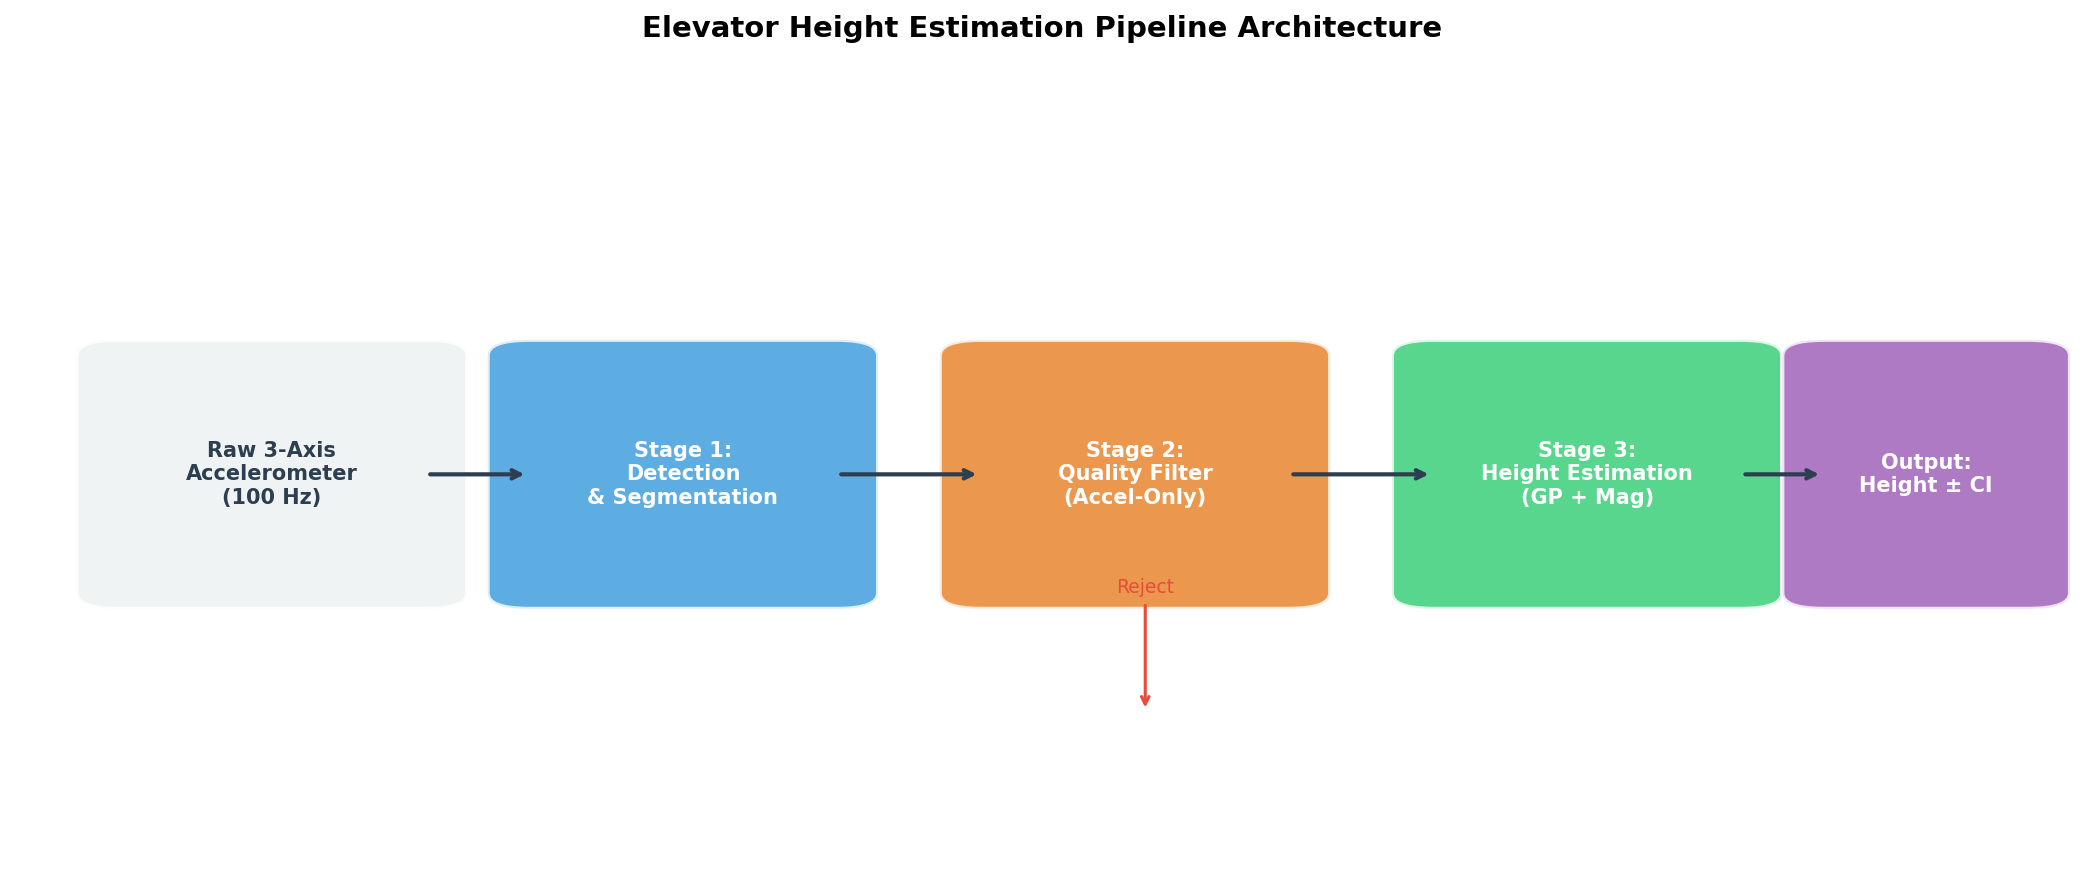 Elevator Height Estimation Pipeline Architecture
Raw 3-Axis
Accelerometer
(100 Hz)
Stage 1:
Detection
& Segmentation
Stage 2:
Quality Filter
(Accel-Only)
Reject
Stage 3:
Height Estimation
(GP + Mag)
Output:
Height ± CI